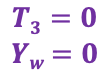 T₃ = 0
Y_w = 0